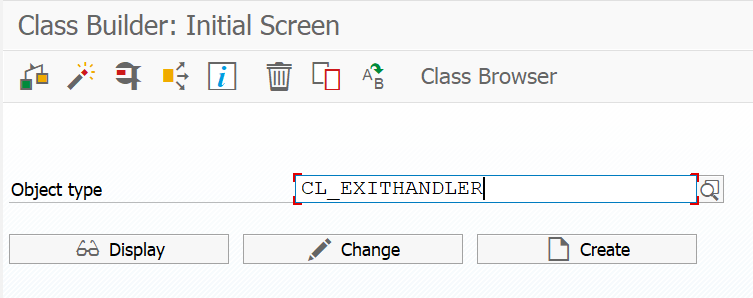 Class Builder: Initial Screen
i A B Class Browser
Object type CL_EXITHANDLER
Display Change Create